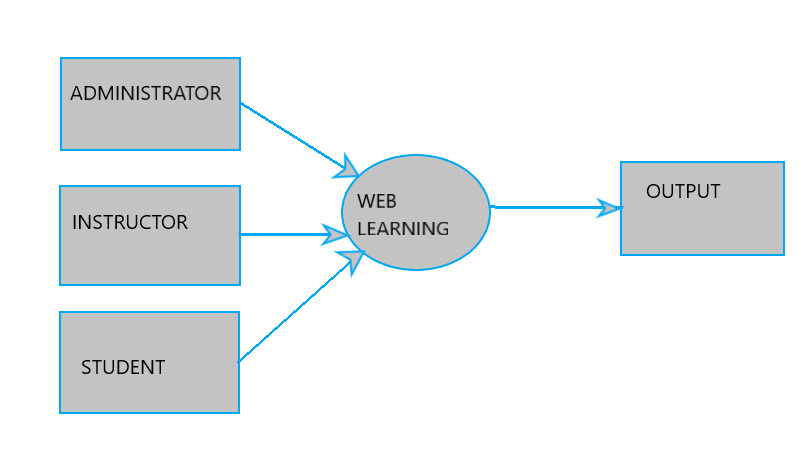 ADMINISTRATOR
INSTRUCTOR
STUDENT
WEB
LEARNING
OUTPUT